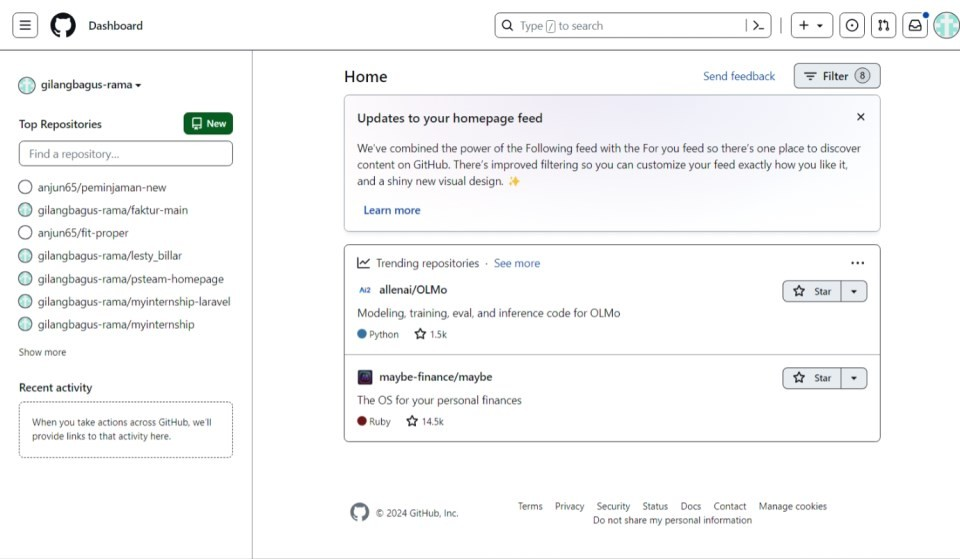 Dashboard
Type / to search
gilangbagus-rama
Top Repositories
New
Find a repository...
anjun65/peminjaman-new
gilangbagus-rama/faktur-main
anjun65/fit-proper
gilangbagus-rama/lesty_billar
gilangbagus-rama/psteam-homepage
gilangbagus-rama/myinternship-laravel
gilangbagus-rama/myinternship
Show more
Recent activity
When you take actions across GitHub, we'll
provide links to that activity here.
Home
Send feedback
Filter 8
Updates to your homepage feed
We've combined the power of the Following feed with the For you feed so there's one place to discover
content on GitHub. There's improved filtering so you can customize your feed exactly how you like it,
and a shiny new visual design. ✨
Learn more
Trending repositories · See more
Ai2 allenai/OLMo
Star
Modeling, training, eval, and inference code for OLMo
Python 1.5k
maybe-finance/maybe
Star
The OS for your personal finances
Ruby 14.5k
© 2024 GitHub, Inc.
Terms Privacy Security Status Docs Contact Manage cookies
Do not share my personal information